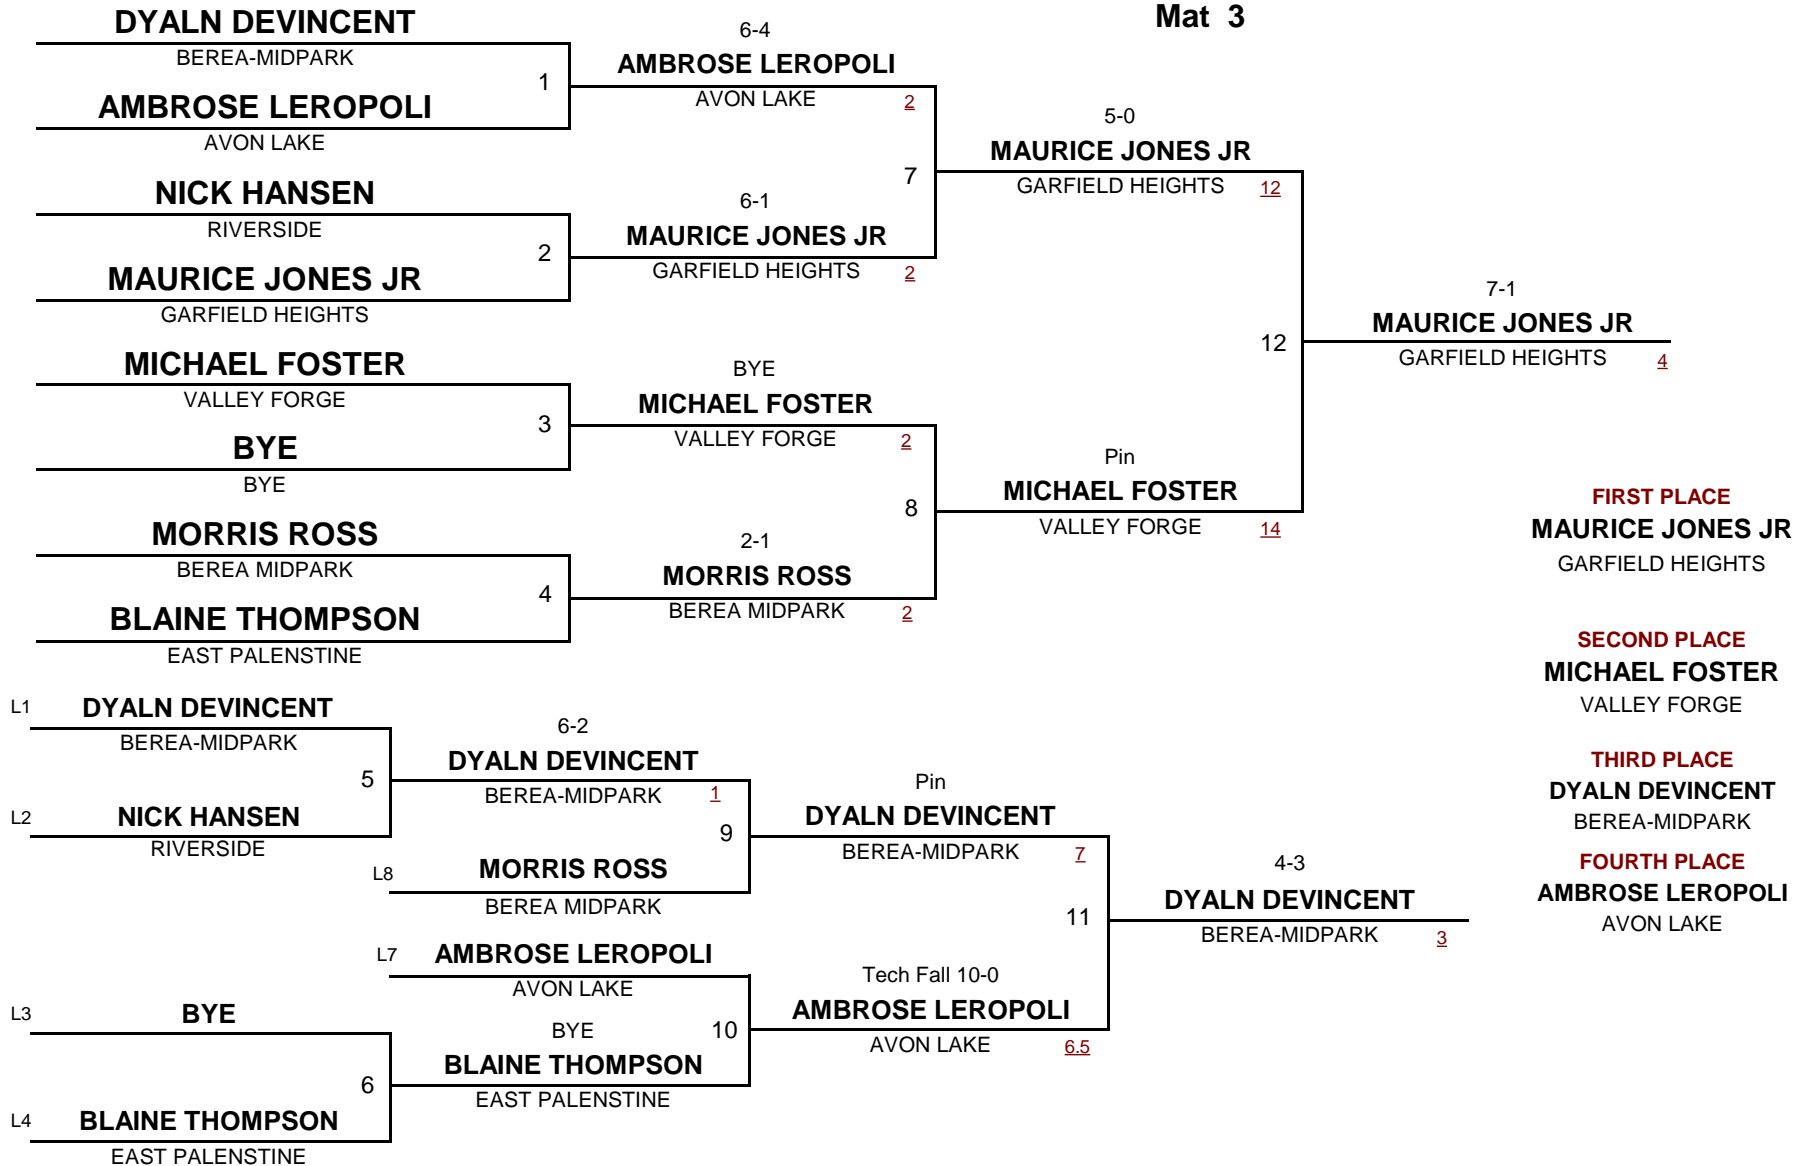 Mat 3
DYALN DEVINCENT
BEREA-MIDPARK
1
AMBROSE LEROPOLI
AVON LAKE
NICK HANSEN
RIVERSIDE
2
MAURICE JONES JR
GARFIELD HEIGHTS
MICHAEL FOSTER
VALLEY FORGE
3
BYE
BYE
MORRIS ROSS
BEREA MIDPARK
4
BLAINE THOMPSON
EAST PALENSTINE
6-4
AMBROSE LEROPOLI
AVON LAKE 2
7
6-1
MAURICE JONES JR
GARFIELD HEIGHTS 2
BYE
MICHAEL FOSTER
VALLEY FORGE 2
8
2-1
MORRIS ROSS
BEREA MIDPARK 2
5-0
MAURICE JONES JR
GARFIELD HEIGHTS 12
12
Pin
MICHAEL FOSTER
VALLEY FORGE 14
7-1
MAURICE JONES JR
GARFIELD HEIGHTS 4
FIRST PLACE
MAURICE JONES JR
GARFIELD HEIGHTS
SECOND PLACE
MICHAEL FOSTER
VALLEY FORGE
THIRD PLACE
DYALN DEVINCENT
BEREA-MIDPARK
FOURTH PLACE
AMBROSE LEROPOLI
AVON LAKE
L1 DYALN DEVINCENT
BEREA-MIDPARK
5
L2 NICK HANSEN
RIVERSIDE
6-2
DYALN DEVINCENT
BEREA-MIDPARK 1
9
L8 MORRIS ROSS
BEREA MIDPARK
L7 AMBROSE LEROPOLI
AVON LAKE
10
BYE
BLAINE THOMPSON
EAST PALENSTINE
L3 BYE
6
L4 BLAINE THOMPSON
EAST PALENSTINE
Pin
DYALN DEVINCENT
BEREA-MIDPARK 7
11
Tech Fall 10-0
AMBROSE LEROPOLI
AVON LAKE 6.5
4-3
DYALN DEVINCENT
BEREA-MIDPARK 3